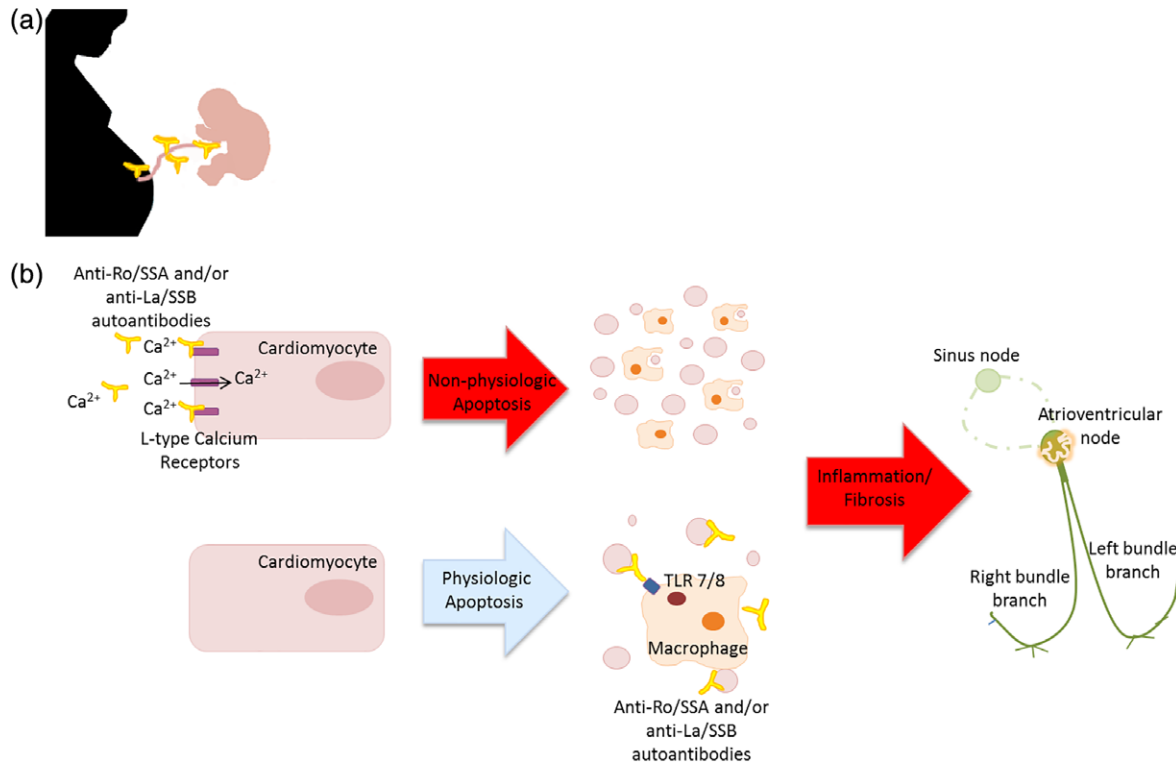 (a)
(b)
Anti-Ro/SSA and/or
anti-La/SSB
autoantibodies
Ca²⁺
Cardiomyocyte
Ca²⁺
Ca²⁺
Ca²⁺
Ca²⁺
L-type Calcium
Receptors
Non-physiologic
Apoptosis
Cardiomyocyte
Physiologic
Apoptosis
TLR 7/8
Macrophage
Anti-Ro/SSA and/or
anti-La/SSB
autoantibodies
Inflammation/
Fibrosis
Sinus node
Atrioventricular
node
Left bundle
branch
Right bundle
branch